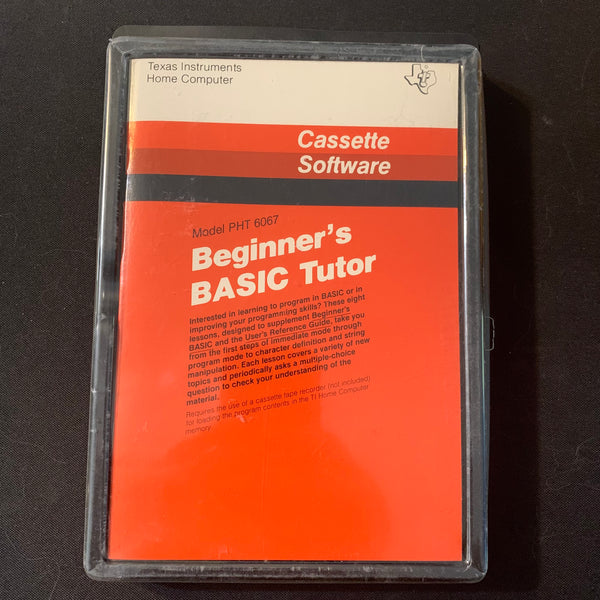 Texas Instruments
Home Computer
Cassette
Software
Model PHT 6067
Beginner's
BASIC Tutor
Interested in learning to program in BASIC or in
improving your programming skills? These eight
lessons, designed to supplement Beginner's
BASIC and the User's Reference Guide, take you
from the first steps of immediate mode through
program mode to character definition and string
manipulation. Each lesson covers a variety of new
topics and periodically asks a multiple-choice
question to check your understanding of the
material.
Requires the use of a cassette tape recorder (not included)
for loading the program contents in the TI Home Computer
memory